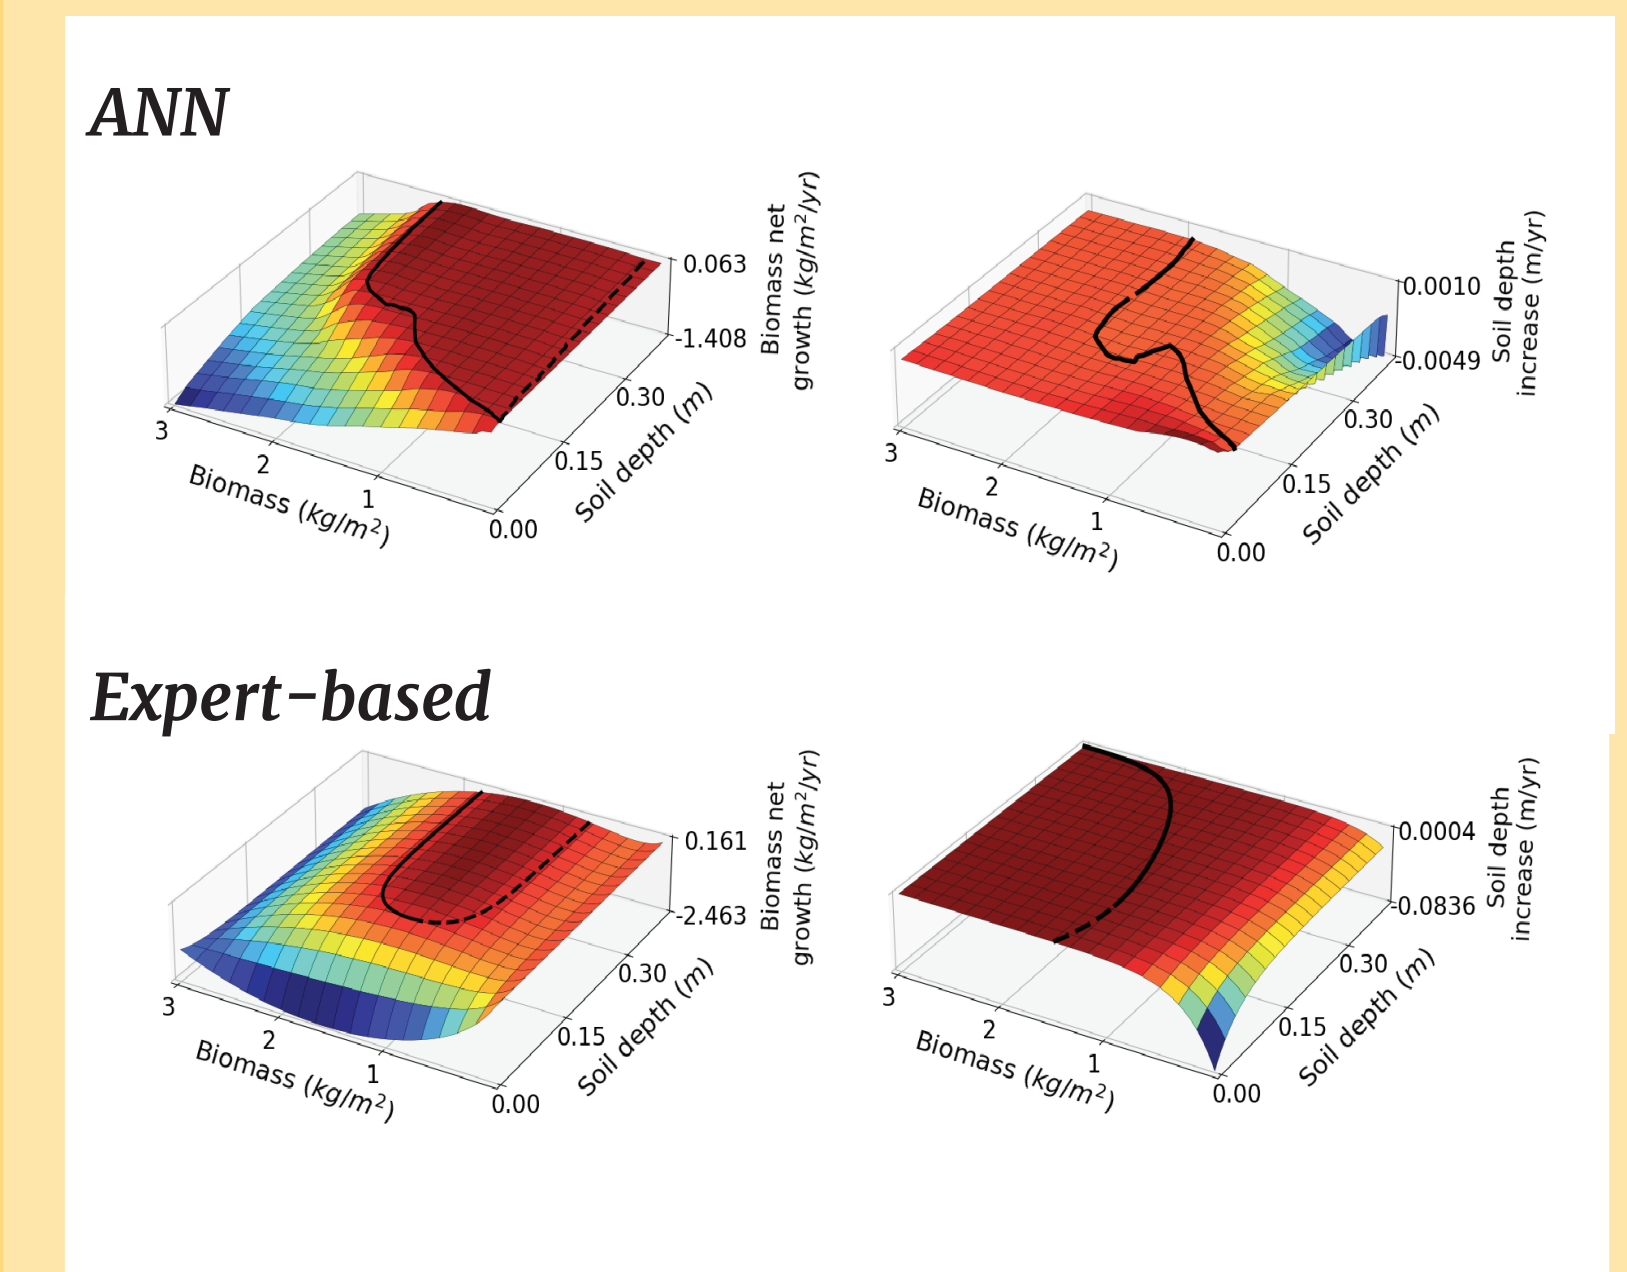 ANN
Biomass net
growth (kg/m²/yr)
0.063
-1.408
0.30
0.15
0.00
Soil depth (m)
3
2
1
Biomass (kg/m²)
Soil depth
increase (m/yr)
0.0010
-0.0049
0.30
0.15
0.00
Soil depth (m)
3
2
1
Biomass (kg/m²)
Expert-based
Biomass net
growth (kg/m²/yr)
0.161
-2.463
0.30
0.15
0.00
Soil depth (m)
3
2
1
Biomass (kg/m²)
Soil depth
increase (m/yr)
0.0004
-0.0836
0.30
0.15
0.00
Soil depth (m)
3
2
1
Biomass (kg/m²)